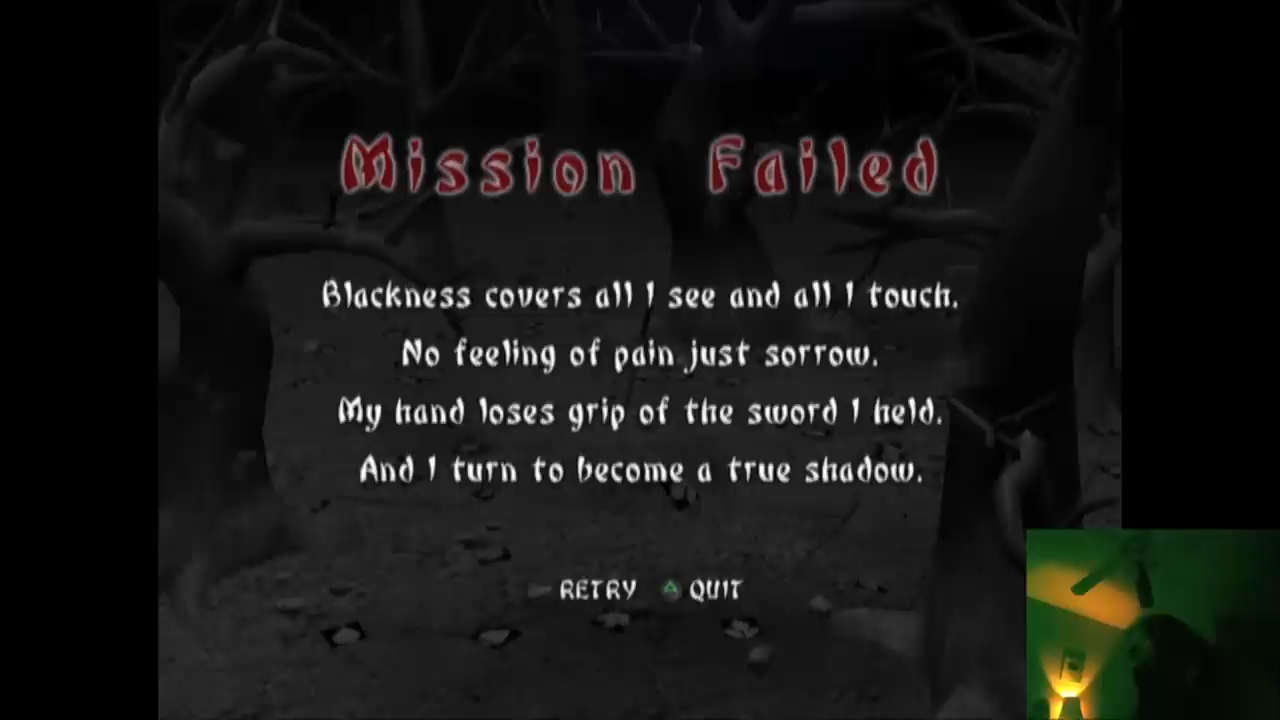 Mission Failed
Blackness covers all I see and all I touch.
No feeling of pain just sorrow.
My hand loses grip of the sword I held.
And I turn to become a true shadow.
RETRY QUIT